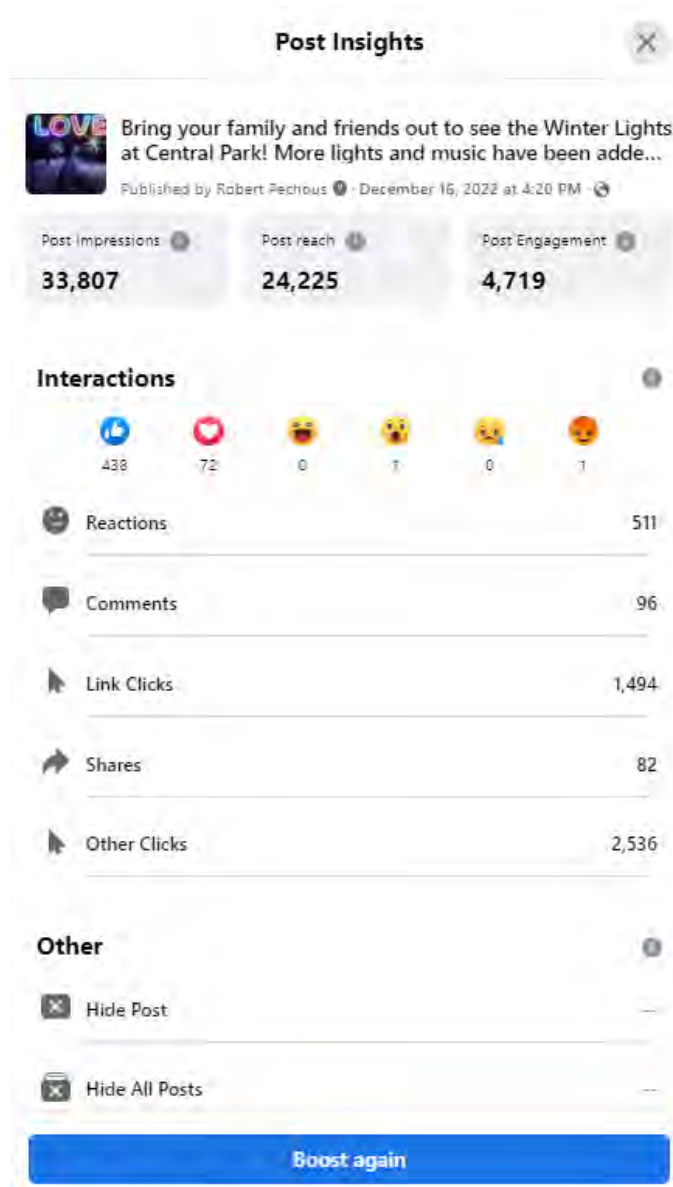 Post Insights
LOVE
Bring your family and friends out to see the Winter Lights
at Central Park! More lights and music have been adde...
Published by Robert Pechous · December 16, 2022 at 4:20 PM ·
Post Impressions
Post reach
Post Engagement
33,807
24,225
4,719
Interactions
438
72
0
1
0
1
Reactions
511
Comments
96
Link Clicks
1,494
Shares
82
Other Clicks
2,536
Other
Hide Post
--
Hide All Posts
--
Boost again